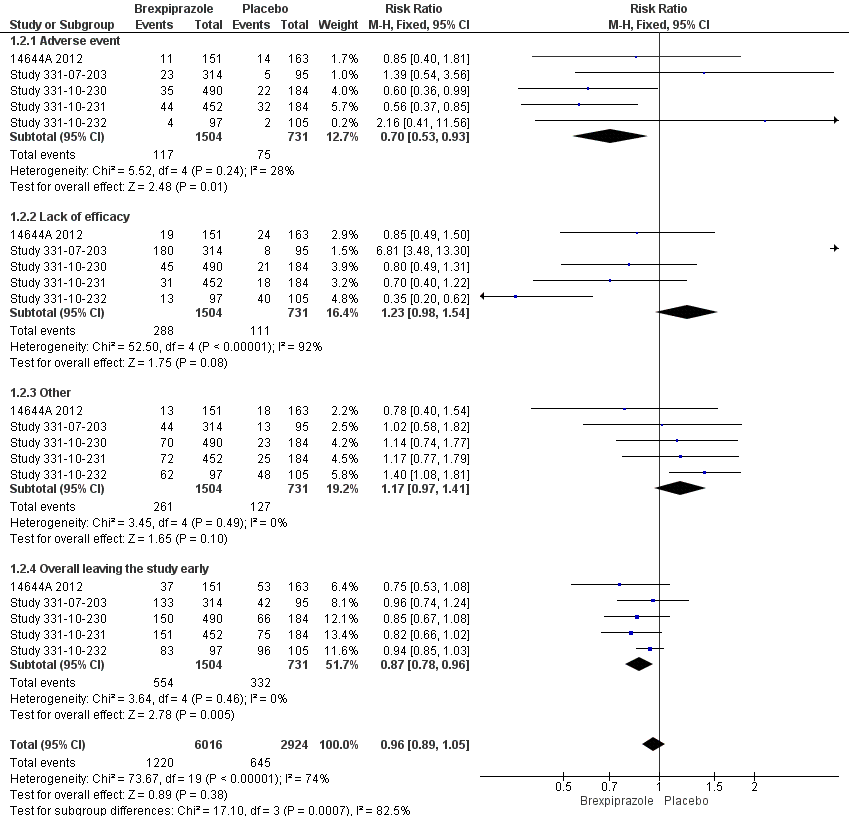 Brexpiprazole Placebo Risk Ratio Risk Ratio
Study or Subgroup Events Total Events Total Weight M-H, Fixed, 95% CI M-H, Fixed, 95% CI
1.2.1 Adverse event
14644A 2012 11 151 14 163 1.7% 0.85 [0.40, 1.81]
Study 331-07-203 23 314 5 95 1.0% 1.39 [0.54, 3.56]
Study 331-10-230 35 490 22 184 4.1% 0.60 [0.36, 0.99]
Study 331-10-231 44 452 32 184 5.7% 0.56 [0.37, 0.85]
Study 331-10-232 4 97 2 105 0.2% 2.16 [0.41, 11.56]
Subtotal (95% CI) 1504 731 12.7% 0.70 [0.53, 0.93]
Total events 117 75
Heterogeneity: Chi² = 5.52, df = 4 (P = 0.24); I² = 28%
Test for overall effect: Z = 2.48 (P = 0.01)
1.2.2 Lack of efficacy
14644A 2012 19 151 24 163 2.9% 0.85 [0.49, 1.50]
Study 331-07-203 180 314 8 95 1.5% 6.81 [3.48, 13.30]
Study 331-10-230 45 490 21 184 3.9% 0.80 [0.49, 1.31]
Study 331-10-231 31 452 18 184 3.3% 0.70 [0.40, 1.22]
Study 331-10-232 13 97 40 105 4.8% 0.35 [0.20, 0.62]
Subtotal (95% CI) 1504 731 16.4% 1.23 [0.98, 1.54]
Total events 288 111
Heterogeneity: Chi² = 52.50, df = 4 (P < 0.00001); I² = 92%
Test for overall effect: Z = 1.75 (P = 0.08)
1.2.3 Other
14644A 2012 13 151 18 163 2.2% 0.78 [0.40, 1.54]
Study 331-07-203 44 314 13 95 2.5% 1.02 [0.58, 1.82]
Study 331-10-230 70 490 23 184 4.2% 1.14 [0.74, 1.77]
Study 331-10-231 72 452 25 184 4.5% 1.17 [0.77, 1.79]
Study 331-10-232 62 97 48 105 5.8% 1.40 [1.08, 1.81]
Subtotal (95% CI) 1504 731 19.2% 1.17 [0.97, 1.41]
Total events 261 127
Heterogeneity: Chi² = 3.45, df = 4 (P = 0.49); I² = 0%
Test for overall effect: Z = 1.65 (P = 0.10)
1.2.4 Overall leaving the study early
14644A 2012 37 151 53 163 6.4% 0.75 [0.53, 1.08]
Study 331-07-203 133 314 42 95 8.1% 0.96 [0.74, 1.24]
Study 331-10-230 150 490 66 184 12.1% 0.85 [0.67, 1.08]
Study 331-10-231 151 452 75 184 13.4% 0.82 [0.66, 1.02]
Study 331-10-232 83 97 96 105 11.6% 0.94 [0.85, 1.03]
Subtotal (95% CI) 1504 731 51.7% 0.87 [0.78, 0.96]
Total events 554 332
Heterogeneity: Chi² = 3.64, df = 4 (P = 0.46); I² = 0%
Test for overall effect: Z = 2.78 (P = 0.005)
Total (95% CI) 6016 2924 100.0% 0.96 [0.89, 1.05]
Total events 1220 645
Heterogeneity: Chi² = 73.67, df = 19 (P < 0.00001); I² = 74%
Test for overall effect: Z = 0.89 (P = 0.38)
Test for subgroup differences: Chi² = 17.10, df = 3 (P = 0.0007), I² = 82.5%
0.5 0.7 1 1.5 2
Brexpiprazole Placebo